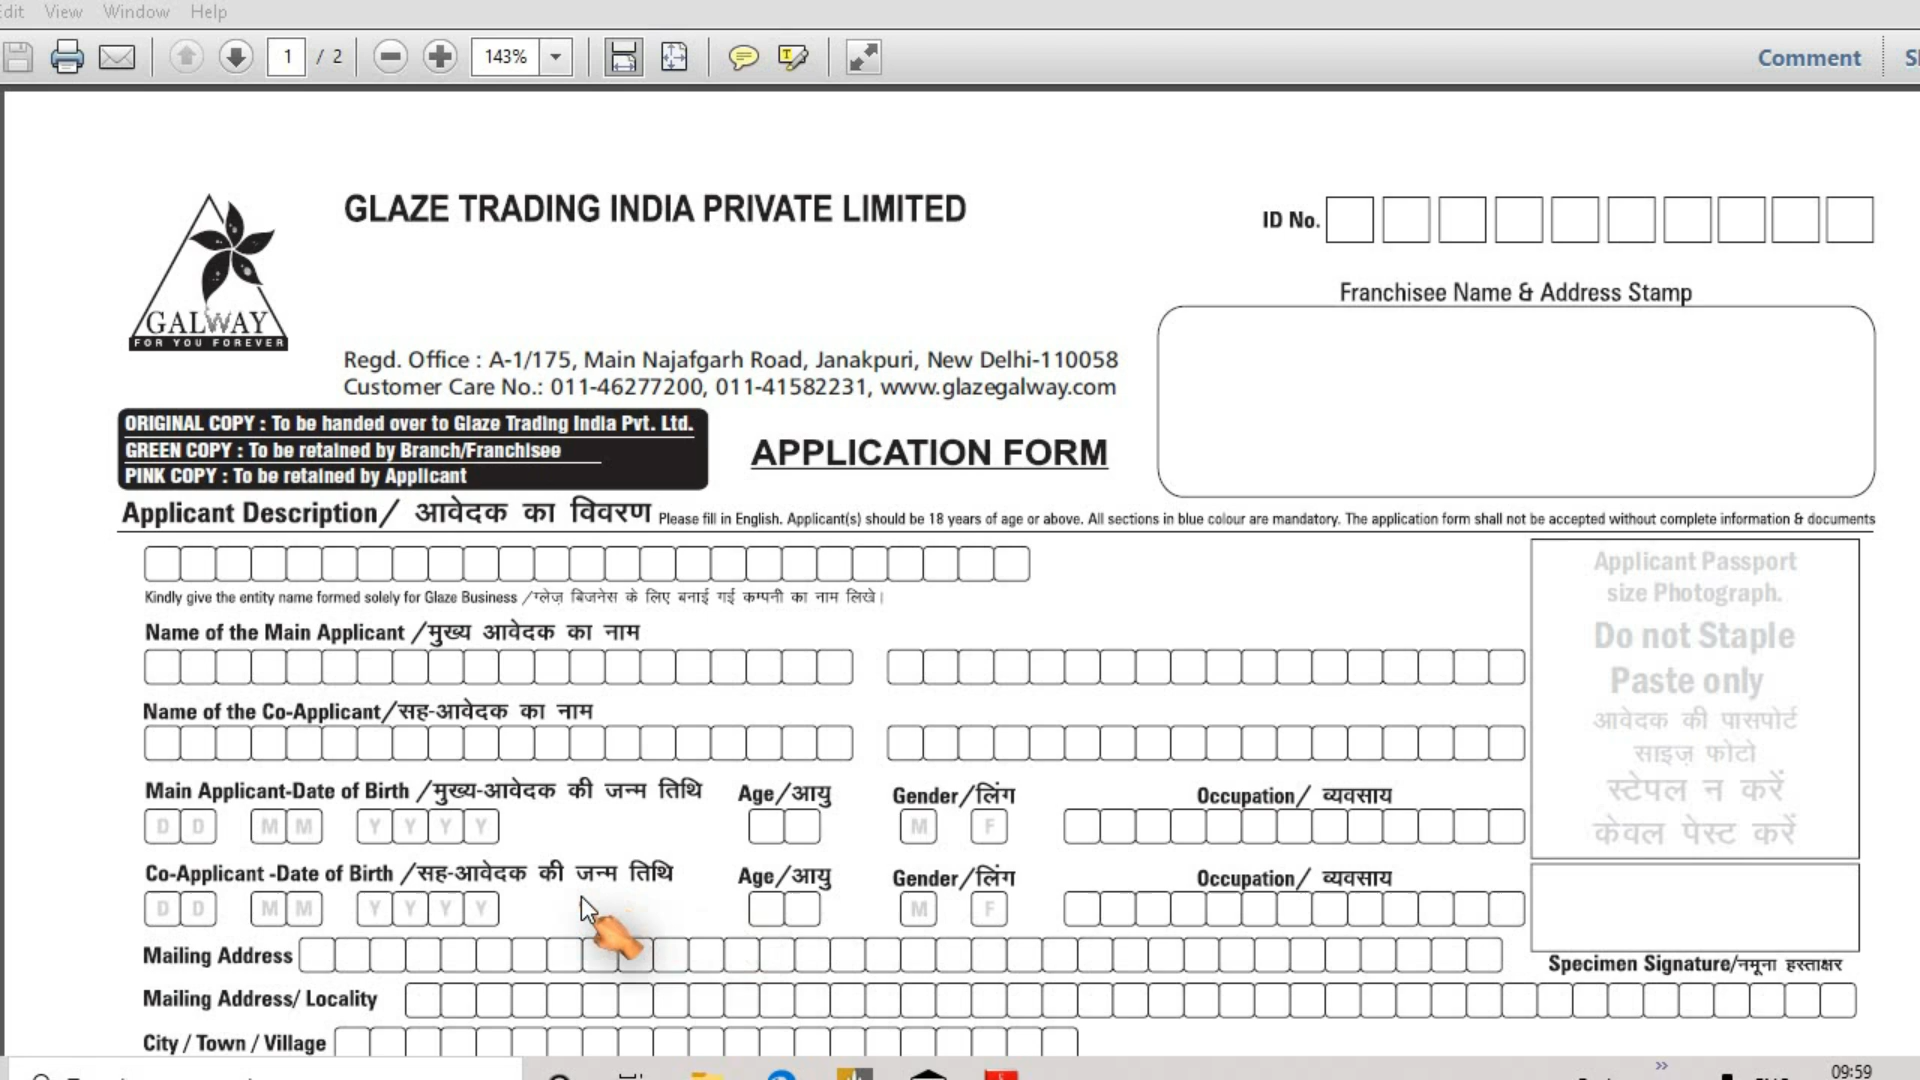 Edit View Window Help
1 / 2 143% Comment
GLAZE TRADING INDIA PRIVATE LIMITED
ID No.
Franchisee Name & Address Stamp
GALWAY
FOR YOU FOREVER
Regd. Office : A-1/175, Main Najafgarh Road, Janakpuri, New Delhi-110058
Customer Care No.: 011-46277200, 011-41582231, www.glazegalway.com
ORIGINAL COPY : To be handed over to Glaze Trading India Pvt. Ltd.
GREEN COPY : To be retained by Branch/Franchisee
PINK COPY : To be retained by Applicant
APPLICATION FORM
Applicant Description/ आवेदक का विवरण Please fill in English. Applicant(s) should be 18 years of age or above. All sections in blue colour are mandatory. The application form shall not be accepted without complete information & documents
Kindly give the entity name formed solely for Glaze Business /ग्लेज़ बिजनेस के लिए बनाई गई कम्पनी का नाम लिखे।
Name of the Main Applicant /मुख्य आवेदक का नाम
Name of the Co-Applicant/सह-आवेदक का नाम
Main Applicant-Date of Birth /मुख्य-आवेदक की जन्म तिथि Age/आयु Gender/लिंग Occupation/ व्यवसाय
D D M M Y Y Y Y M F
Co-Applicant -Date of Birth /सह-आवेदक की जन्म तिथि Age/आयु Gender/लिंग Occupation/ व्यवसाय
D D M M Y Y Y Y M F
Applicant Passport
size Photograph.
Do not Staple
Paste only
आवेदक की पासपोर्ट
साइज़ फोटो
स्टेपल न करें
केवल पेस्ट करें
Specimen Signature/नमूना हस्ताक्षर
Mailing Address
Mailing Address/ Locality
City / Town / Village
09:59